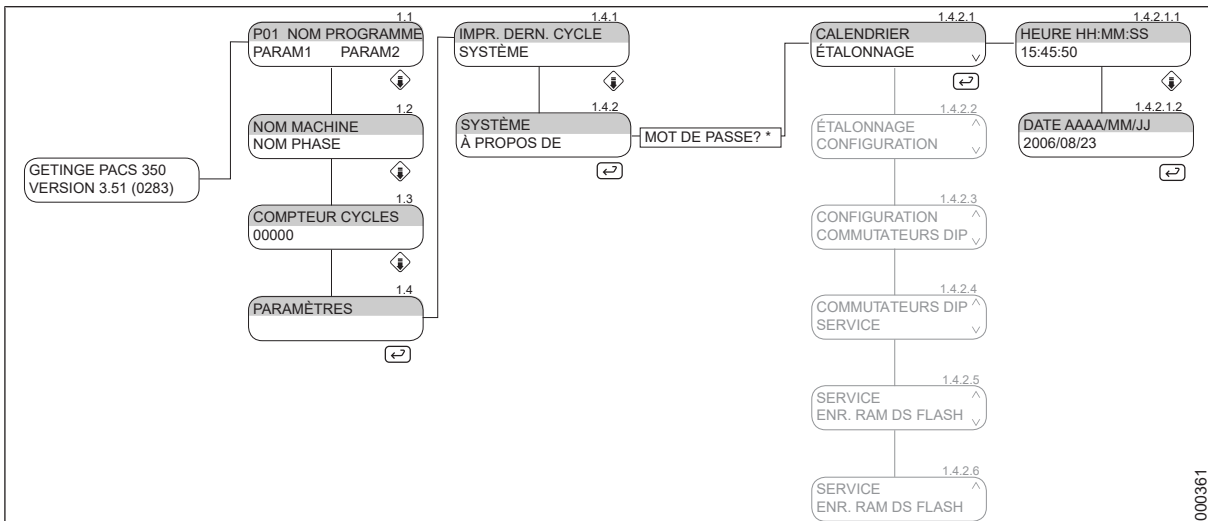 GETINGE PACS 350
VERSION 3.51 (0283)
1.1
P01 NOM PROGRAMME
PARAM1 PARAM2
1.2
NOM MACHINE
NOM PHASE
1.3
COMPTEUR CYCLES
00000
1.4
PARAMÈTRES
1.4.1
IMPR. DERN. CYCLE
SYSTÈME
1.4.2
SYSTÈME
À PROPOS DE
MOT DE PASSE? *
1.4.2.1
CALENDRIER
ÉTALONNAGE
1.4.2.2
ÉTALONNAGE
CONFIGURATION
1.4.2.3
CONFIGURATION
COMMUTATEURS DIP
1.4.2.4
COMMUTATEURS DIP
SERVICE
1.4.2.5
SERVICE
ENR. RAM DS FLASH
1.4.2.6
SERVICE
ENR. RAM DS FLASH
1.4.2.1.1
HEURE HH:MM:SS
15:45:50
1.4.2.1.2
DATE AAAA/MM/JJ
2006/08/23
000361